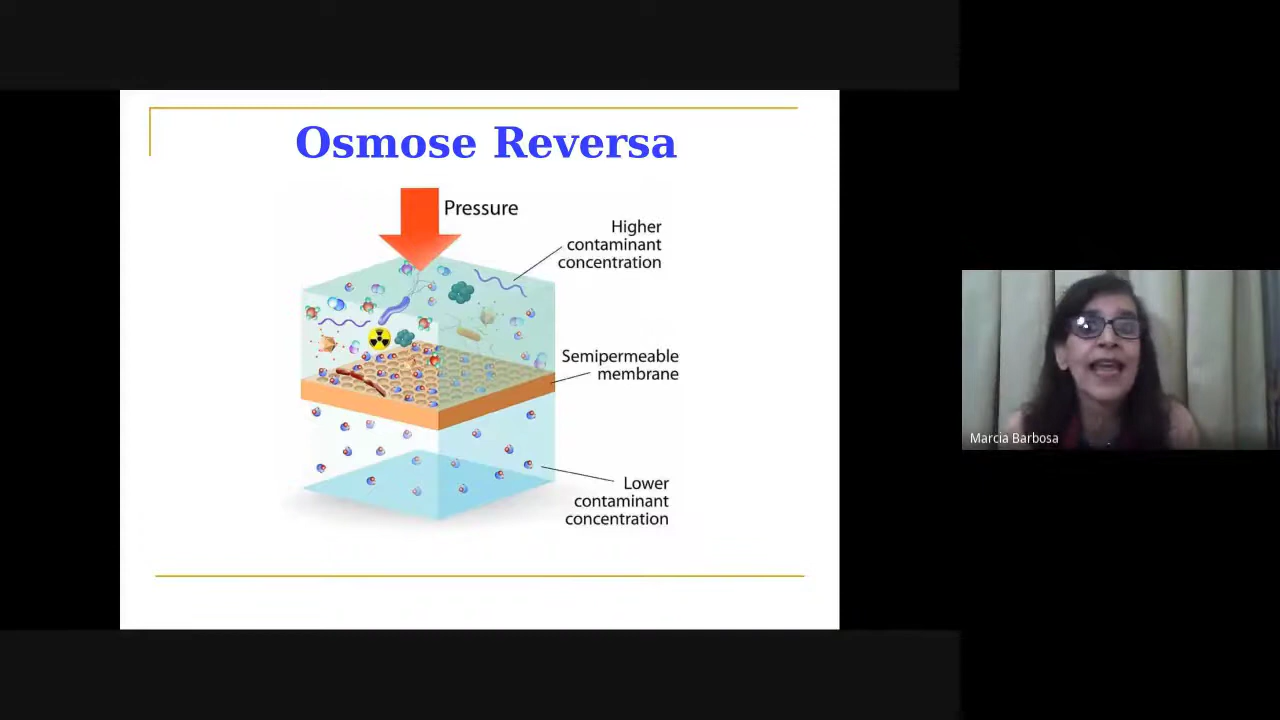 Osmose Reversa
Pressure
Higher
contaminant
concentration
Semipermeable
membrane
Lower
contaminant
concentration
Marcia Barbosa